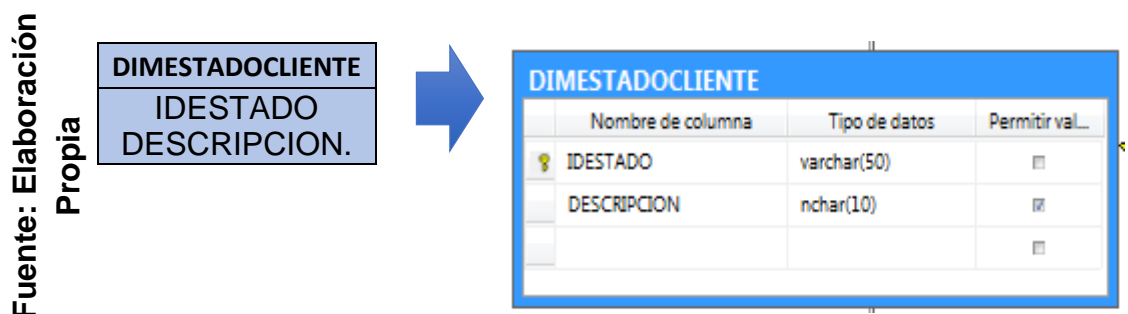 Fuente: Elaboración
Propia
DIMESTADOCLIENTE
IDESTADO
DESCRIPCION.
DIMESTADOCLIENTE
Nombre de columna Tipo de datos Permitir val...
IDESTADO varchar(50)
DESCRIPCION nchar(10)